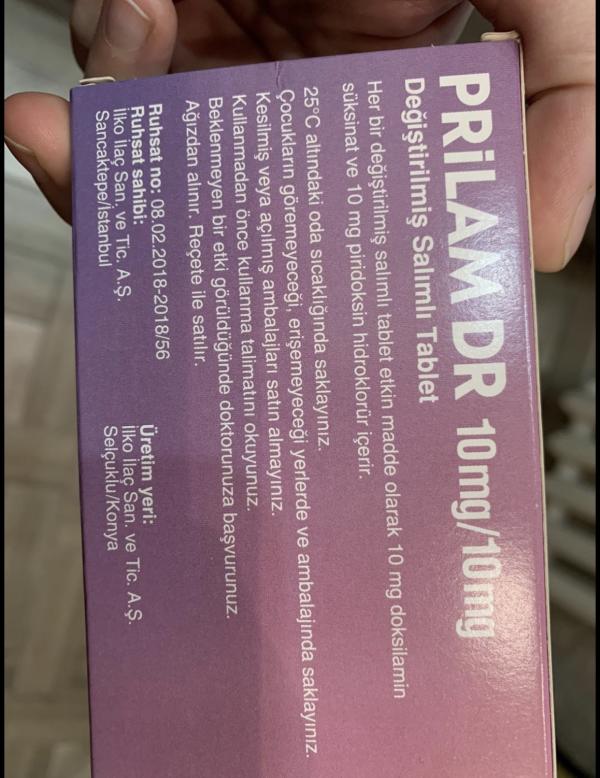 PRİLAM DR 10mg/10mg
Değiştirilmiş Salımlı Tablet
Her bir değiştirilmiş salımlı tablet etkin madde olarak 10 mg doksilamin
süksinat ve 10 mg piridoksin hidroklorür içerir.
25°C altındaki oda sıcaklığında saklayınız.
Çocukların göremeyeceği, erişemeyeceği yerlerde ve ambalajında saklayınız.
Kesilmiş veya açılmış ambalajları satın almayınız.
Kullanmadan önce kullanma talimatını okuyunuz.
Beklenmeyen bir etki görüldüğünde doktorunuza başvurunuz.
Ağızdan alınır. Reçete ile satılır.
Ruhsat no: 08.02.2018-2018/56
Ruhsat sahibi:
İlko İlaç San. ve Tic. A.Ş.
Sancaktepe/İstanbul
Üretim yeri:
İlko İlaç San. ve Tic. A.Ş.
Selçuklu/Konya